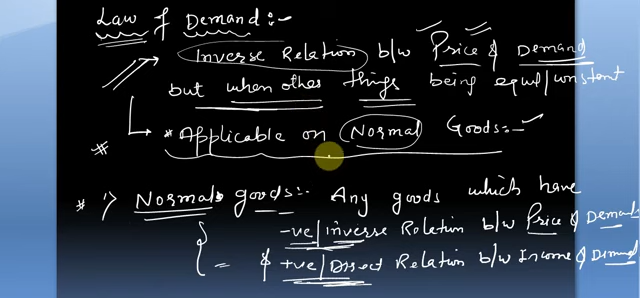 Law of Demand :-
Inverse Relation b/w Price & Demand
but when other things being equal/constant
* Applicable on Normal Goods :-
* 1) Normal goods :- Any goods which have
-ve/Inverse Relation b/w Price & Demand
& +ve/Direct Relation b/w Income & Demand